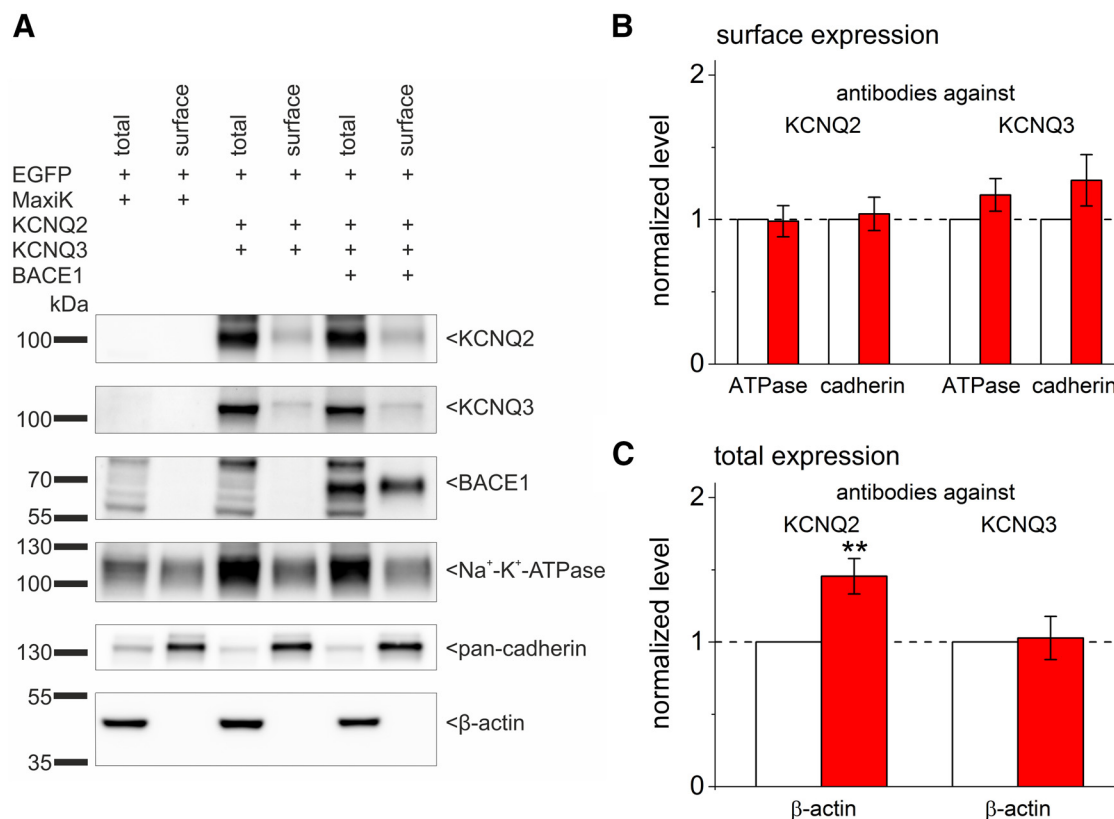 A
total surface total surface total surface
EGFP + + + + + +
MaxiK + +
KCNQ2 + + + +
KCNQ3 + + + +
BACE1 + +
kDa
100 <KCNQ2
100 <KCNQ3
70 <BACE1
55
130 <Na⁺-K⁺-ATPase
100
130 <pan-cadherin
55 <β-actin
35
B
surface expression
2
antibodies against
KCNQ2 KCNQ3
normalized level
1
0
ATPase cadherin ATPase cadherin
C
total expression
2
antibodies against
KCNQ2 KCNQ3
**
normalized level
1
0
β-actin β-actin